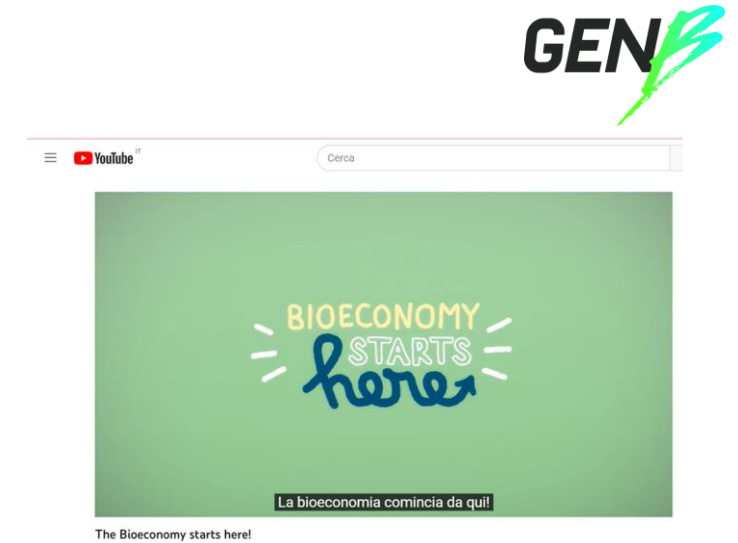 GENB
YouTube IT
Cerca
BIOECONOMY
STARTS
here
La bioeconomia comincia da qui!
The Bioeconomy starts here!